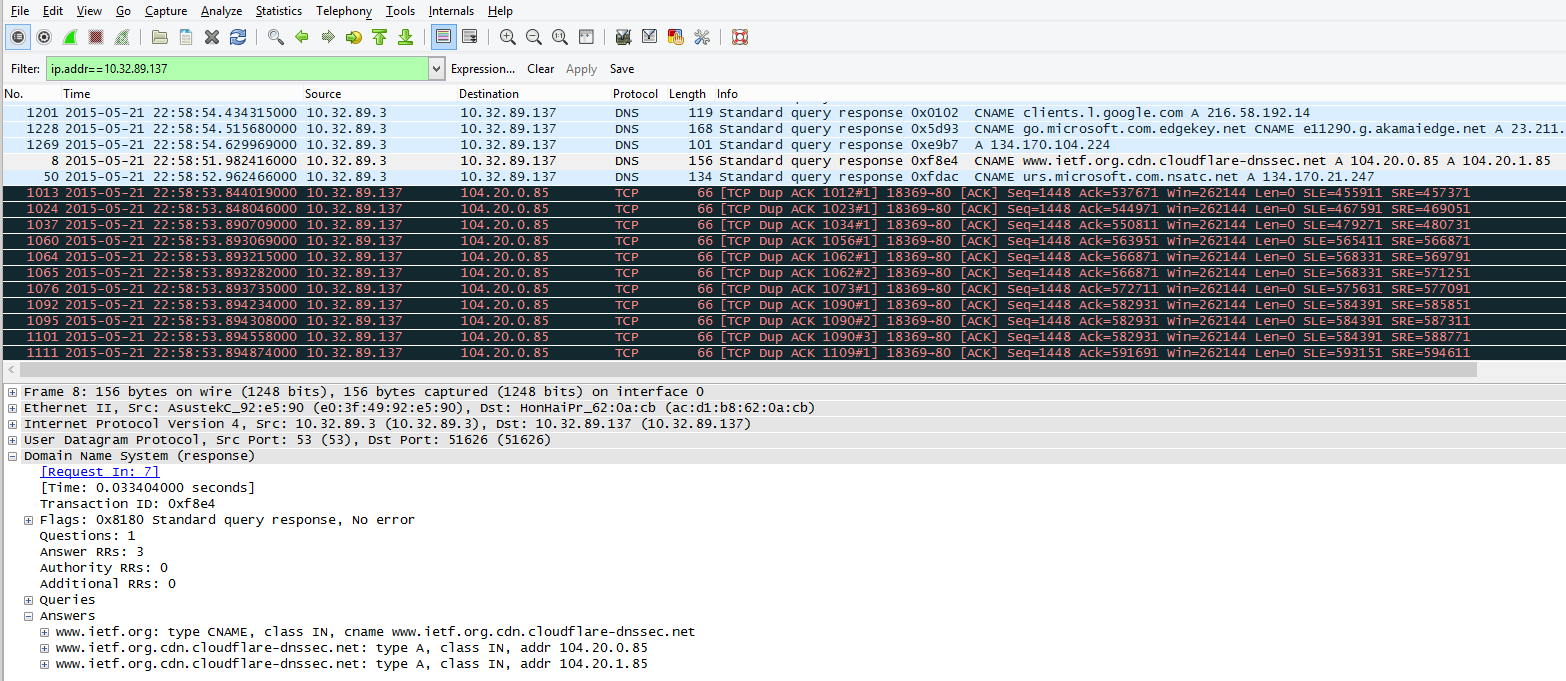 File Edit View Go Capture Analyze Statistics Telephony Tools Internals Help
Filter: ip.addr==10.32.89.137 Expression... Clear Apply Save
No. Time Source Destination Protocol Length Info
1201 2015-05-21 22:58:54.434315000 10.32.89.3 10.32.89.137 DNS 119 Standard query response 0x0102 CNAME clients.l.google.com A 216.58.192.14
1228 2015-05-21 22:58:54.515680000 10.32.89.3 10.32.89.137 DNS 168 Standard query response 0x5d93 CNAME go.microsoft.com.edgekey.net CNAME e11290.g.akamaiedge.net A 23.211.
1269 2015-05-21 22:58:54.629969000 10.32.89.3 10.32.89.137 DNS 101 Standard query response 0xe9b7 A 134.170.104.224
8 2015-05-21 22:58:51.982416000 10.32.89.3 10.32.89.137 DNS 156 Standard query response 0xf8e4 CNAME www.ietf.org.cdn.cloudflare-dnssec.net A 104.20.0.85 A 104.20.1.85
50 2015-05-21 22:58:52.962466000 10.32.89.3 10.32.89.137 DNS 134 Standard query response 0xfdac CNAME urs.microsoft.com.nsatc.net A 134.170.21.247
1013 2015-05-21 22:58:53.844019000 10.32.89.137 104.20.0.85 TCP 66 [TCP Dup ACK 1012#1] 18369→80 [ACK] Seq=1448 Ack=537671 Win=262144 Len=0 SLE=455911 SRE=457371
1024 2015-05-21 22:58:53.848046000 10.32.89.137 104.20.0.85 TCP 66 [TCP Dup ACK 1023#1] 18369→80 [ACK] Seq=1448 Ack=544971 Win=262144 Len=0 SLE=467591 SRE=469051
1037 2015-05-21 22:58:53.890709000 10.32.89.137 104.20.0.85 TCP 66 [TCP Dup ACK 1034#1] 18369→80 [ACK] Seq=1448 Ack=550811 Win=262144 Len=0 SLE=479271 SRE=480731
1060 2015-05-21 22:58:53.893069000 10.32.89.137 104.20.0.85 TCP 66 [TCP Dup ACK 1056#1] 18369→80 [ACK] Seq=1448 Ack=563951 Win=262144 Len=0 SLE=565411 SRE=566871
1064 2015-05-21 22:58:53.893215000 10.32.89.137 104.20.0.85 TCP 66 [TCP Dup ACK 1062#1] 18369→80 [ACK] Seq=1448 Ack=566871 Win=262144 Len=0 SLE=568331 SRE=569791
1065 2015-05-21 22:58:53.893282000 10.32.89.137 104.20.0.85 TCP 66 [TCP Dup ACK 1062#2] 18369→80 [ACK] Seq=1448 Ack=566871 Win=262144 Len=0 SLE=568331 SRE=571251
1076 2015-05-21 22:58:53.893735000 10.32.89.137 104.20.0.85 TCP 66 [TCP Dup ACK 1073#1] 18369→80 [ACK] Seq=1448 Ack=572711 Win=262144 Len=0 SLE=575631 SRE=577091
1092 2015-05-21 22:58:53.894234000 10.32.89.137 104.20.0.85 TCP 66 [TCP Dup ACK 1090#1] 18369→80 [ACK] Seq=1448 Ack=582931 Win=262144 Len=0 SLE=584391 SRE=585851
1095 2015-05-21 22:58:53.894308000 10.32.89.137 104.20.0.85 TCP 66 [TCP Dup ACK 1090#2] 18369→80 [ACK] Seq=1448 Ack=582931 Win=262144 Len=0 SLE=584391 SRE=587311
1101 2015-05-21 22:58:53.894558000 10.32.89.137 104.20.0.85 TCP 66 [TCP Dup ACK 1090#3] 18369→80 [ACK] Seq=1448 Ack=582931 Win=262144 Len=0 SLE=584391 SRE=588771
1111 2015-05-21 22:58:53.894874000 10.32.89.137 104.20.0.85 TCP 66 [TCP Dup ACK 1109#1] 18369→80 [ACK] Seq=1448 Ack=591691 Win=262144 Len=0 SLE=593151 SRE=594611
Frame 8: 156 bytes on wire (1248 bits), 156 bytes captured (1248 bits) on interface 0
Ethernet II, Src: AsustekC_92:e5:90 (e0:3f:49:92:e5:90), Dst: HonHaiPr_62:0a:cb (ac:d1:b8:62:0a:cb)
Internet Protocol Version 4, Src: 10.32.89.3 (10.32.89.3), Dst: 10.32.89.137 (10.32.89.137)
User Datagram Protocol, Src Port: 53 (53), Dst Port: 51626 (51626)
Domain Name System (response)
[Request In: 7]
[Time: 0.033404000 seconds]
Transaction ID: 0xf8e4
Flags: 0x8180 Standard query response, No error
Questions: 1
Answer RRs: 3
Authority RRs: 0
Additional RRs: 0
Queries
Answers
www.ietf.org: type CNAME, class IN, cname www.ietf.org.cdn.cloudflare-dnssec.net
www.ietf.org.cdn.cloudflare-dnssec.net: type A, class IN, addr 104.20.0.85
www.ietf.org.cdn.cloudflare-dnssec.net: type A, class IN, addr 104.20.1.85